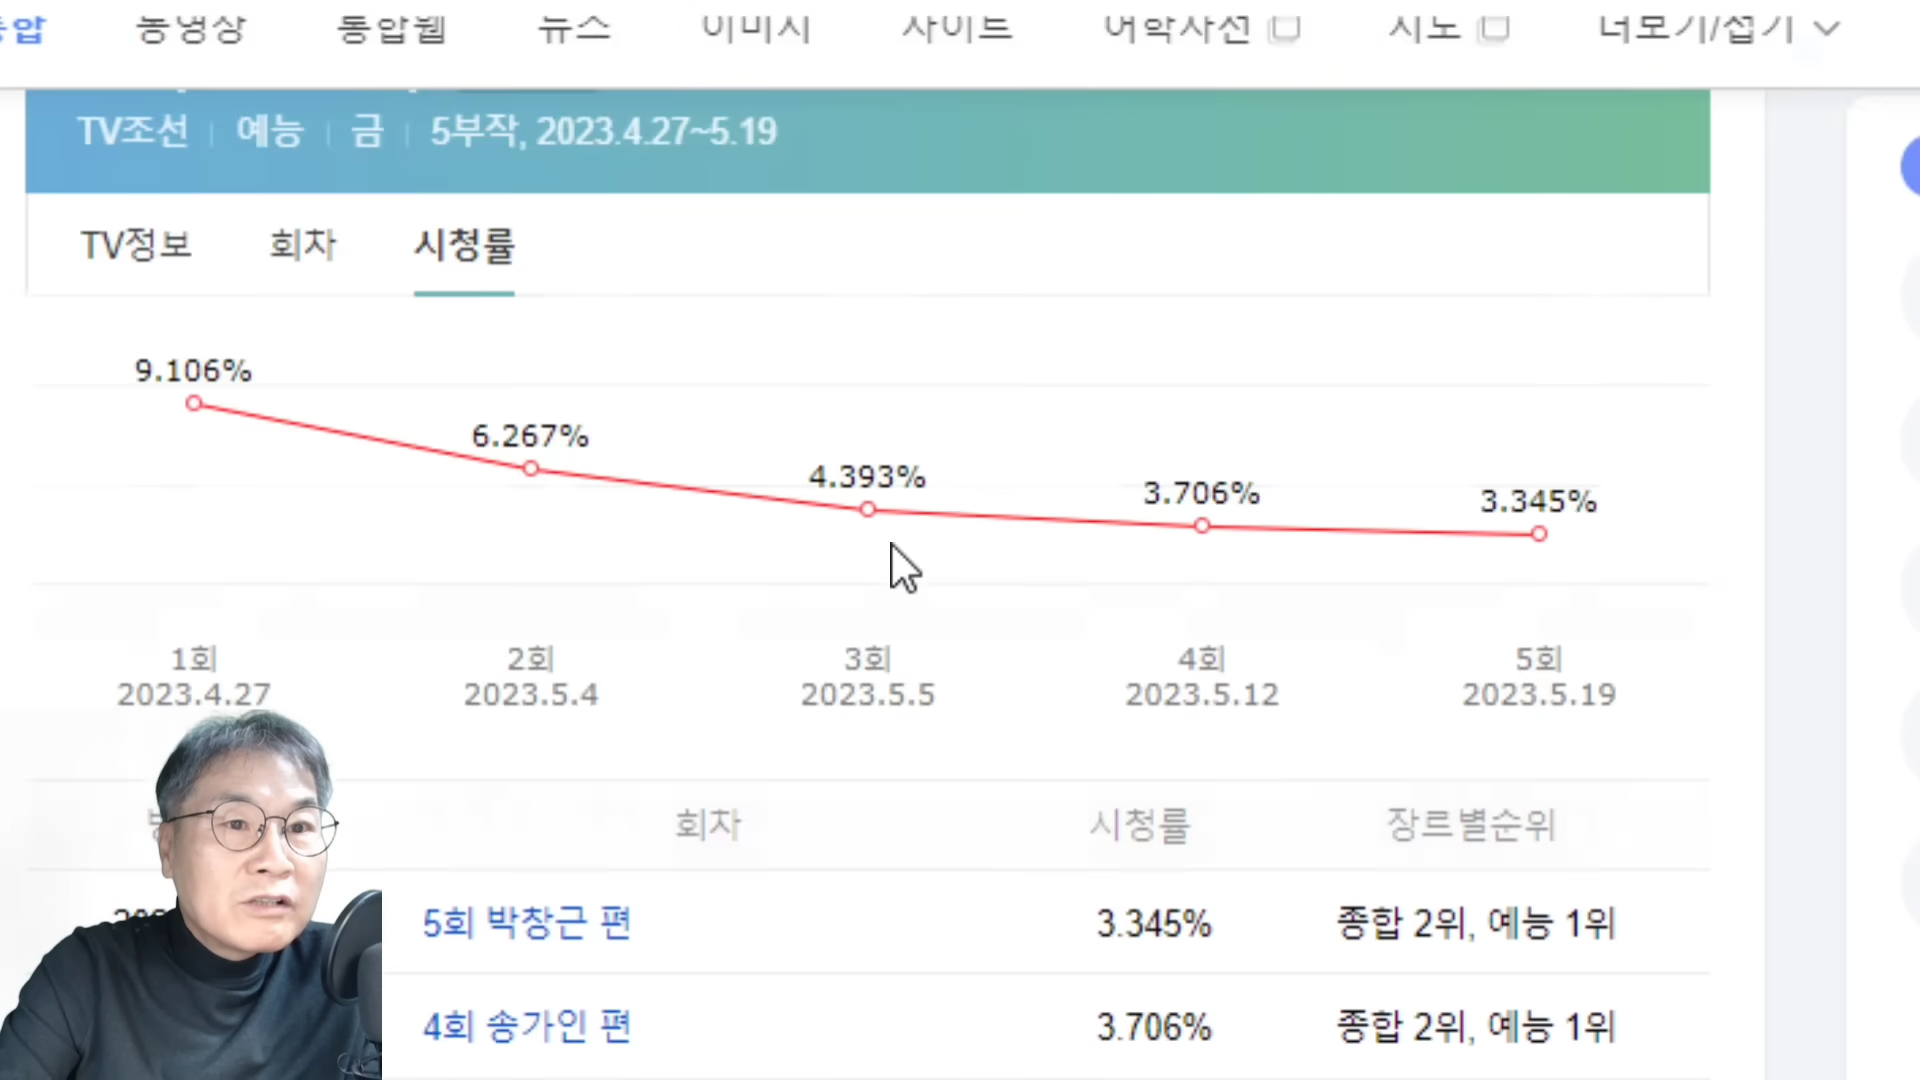 동영상 통합웹 뉴스 이미지 사이트 어학사전 지도 더보기/접기
TV조선 예능 금 5부작, 2023.4.27~5.19
TV정보 회차 시청률
9.106%
6.267%
4.393%
3.706%
3.345%
1회 2회 3회 4회 5회
2023.4.27 2023.5.4 2023.5.5 2023.5.12 2023.5.19
회차 시청률 장르별순위
5회 박창근 편 3.345% 종합 2위, 예능 1위
4회 송가인 편 3.706% 종합 2위, 예능 1위